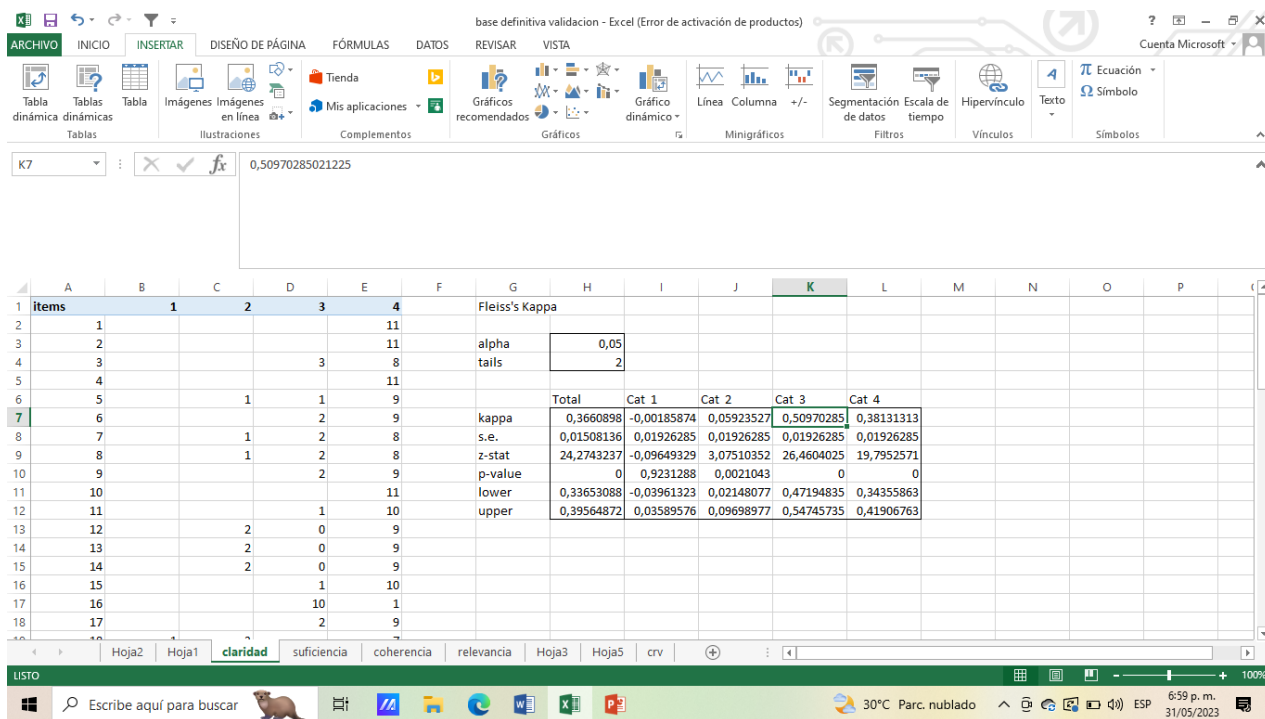 base definitiva validacion - Excel (Error de activación de productos)
ARCHIVO INICIO INSERTAR DISEÑO DE PÁGINA FÓRMULAS DATOS REVISAR VISTA Cuenta Microsoft
Tabla dinámica Tablas dinámicas Tabla Imágenes Imágenes en línea Tienda Mis aplicaciones Gráficos recomendados Gráfico dinámico Línea Columna +/- Segmentación de datos Escala de tiempo Hipervínculo Texto Ecuación Símbolo
Tablas Ilustraciones Complementos Gráficos Minigráficos Filtros Vínculos Símbolos
K7 fx 0,50970285021225
A B C D E F G H I J K L M N O P
1 items 1 2 3 4 Fleiss's Kappa
2 1 11
3 2 11 alpha 0,05
4 3 3 8 tails 2
5 4 11
6 5 1 1 9 Total Cat 1 Cat 2 Cat 3 Cat 4
7 6 2 9 kappa 0,3660898 -0,00185874 0,05923527 0,50970285 0,38131313
8 7 1 2 8 s.e. 0,01508136 0,01926285 0,01926285 0,01926285 0,01926285
9 8 1 2 8 z-stat 24,2743237 -0,09649329 3,07510352 26,4604025 19,7952571
10 9 2 9 p-value 0 0,9231288 0,0021043 0 0
11 10 11 lower 0,33653088 -0,03961323 0,02148077 0,47194835 0,34355863
12 11 1 10 upper 0,39564872 0,03589576 0,09698977 0,54745735 0,41906763
13 12 2 0 9
14 13 2 0 9
15 14 2 0 9
16 15 1 10
17 16 10 1
18 17 2 9
Hoja2 Hoja1 claridad suficiencia coherencia relevancia Hoja3 Hoja5 crv
LISTO 100%
Escribe aquí para buscar 30°C Parc. nublado ESP 6:59 p. m.
31/05/2023